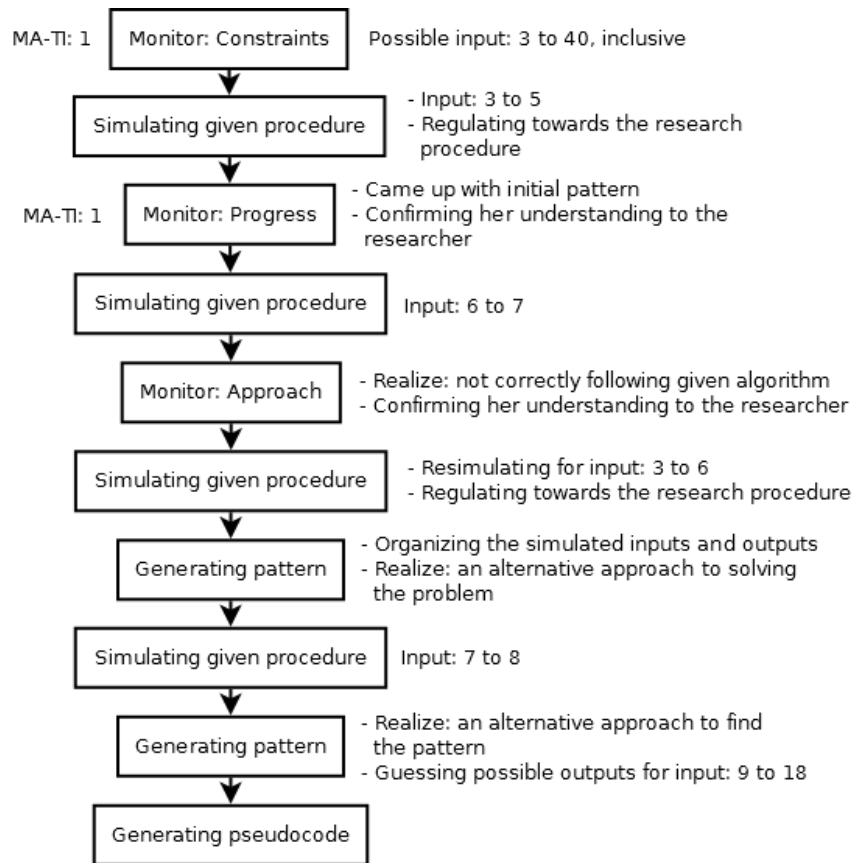 MA-TI: 1 Monitor: Constraints Possible input: 3 to 40, inclusive
Simulating given procedure
- Input: 3 to 5
- Regulating towards the research
procedure
MA-TI: 1 Monitor: Progress
- Came up with initial pattern
- Confirming her understanding to the
researcher
Simulating given procedure Input: 6 to 7
Monitor: Approach
- Realize: not correctly following given algorithm
- Confirming her understanding to the researcher
Simulating given procedure
- Resimulating for input: 3 to 6
- Regulating towards the research procedure
Generating pattern
- Organizing the simulated inputs and outputs
- Realize: an alternative approach to solving
the problem
Simulating given procedure Input: 7 to 8
Generating pattern
- Realize: an alternative approach to find
the pattern
- Guessing possible outputs for input: 9 to 18
Generating pseudocode